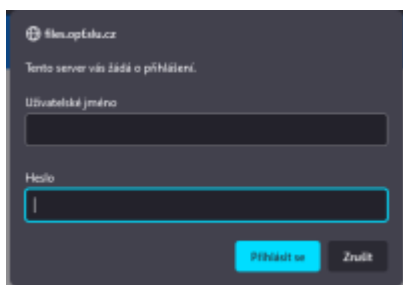 files.opf.slu.cz
Tento server vás žádá o přihlášení.
Uživatelské jméno
Heslo
Přihlásit se
Zrušit